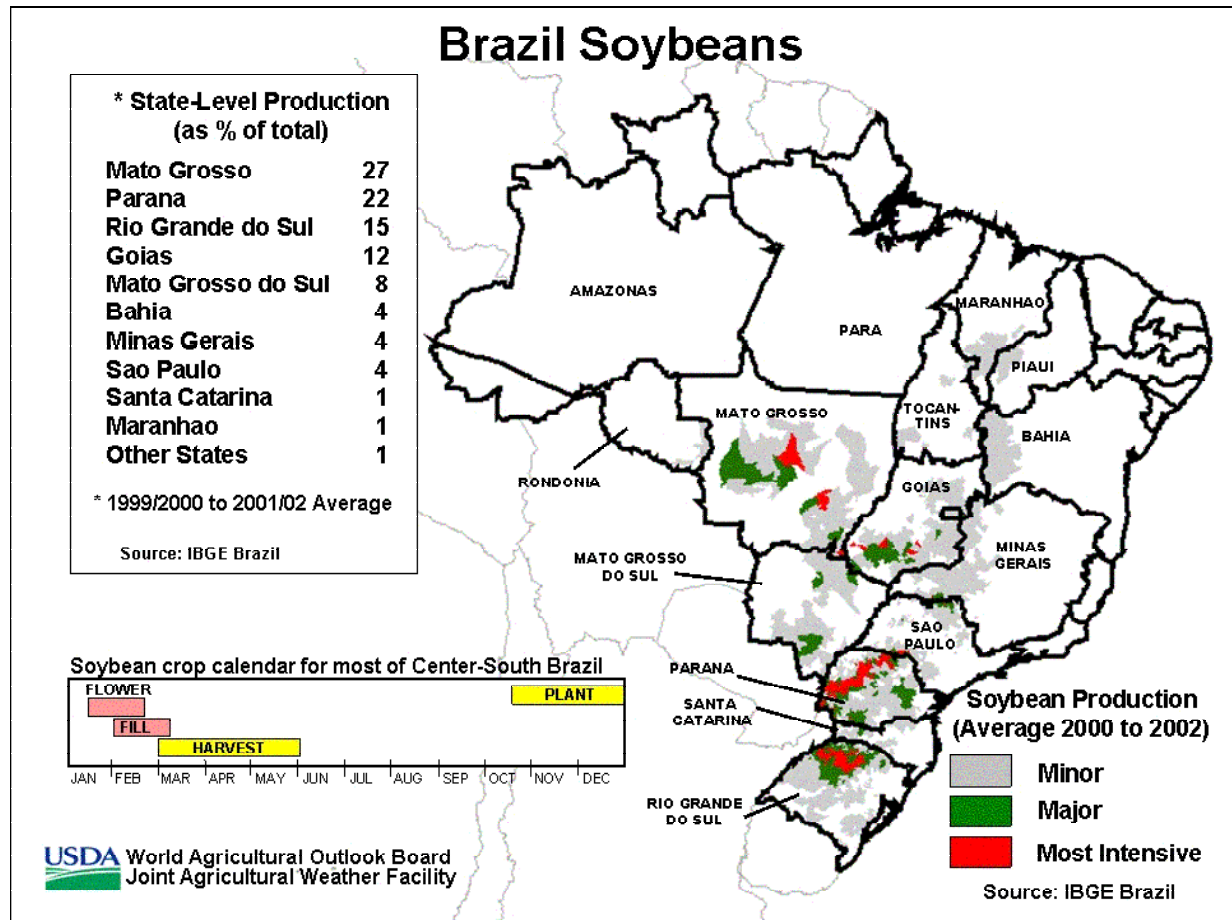 Brazil Soybeans
* State-Level Production
(as % of total)
Mato Grosso 27
Parana 22
Rio Grande do Sul 15
Goias 12
Mato Grosso do Sul 8
Bahia 4
Minas Gerais 4
Sao Paulo 4
Santa Catarina 1
Maranhao 1
Other States 1
* 1999/2000 to 2001/02 Average
Source: IBGE Brazil
AMAZONAS
PARA
MARANHAO
PIAUI
TOCAN-
TINS
BAHIA
MATO GROSSO
RONDONIA
GOIAS
MINAS
GERAIS
MATO GROSSO
DO SUL
SAO
PAULO
PARANA
SANTA
CATARINA
RIO GRANDE
DO SUL
Soybean crop calendar for most of Center-South Brazil
FLOWER
PLANT
FILL
HARVEST
JAN FEB MAR APR MAY JUN JUL AUG SEP OCT NOV DEC
Soybean Production
(Average 2000 to 2002)
Minor
Major
Most Intensive
Source: IBGE Brazil
USDA World Agricultural Outlook Board
Joint Agricultural Weather Facility